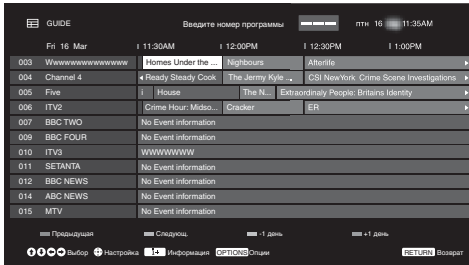 GUIDE Введите номер программы птн 16 11:35AM
Fri 16 Mar 11:30AM 12:00PM 12:30PM 1:00PM
003 Wwwwwwwwwwwwww Homes Under the ... Nighbours Afterlife
004 Channel 4 Ready Steady Cook The Jermy Kyle ... CSI NewYork Crime Scene Investigations
005 Five i House The N... Extraordinaly People: Britains Identity
006 ITV2 Crime Hour: Midso... Cracker ER
007 BBC TWO No Event information
009 BBC FOUR No Event information
010 ITV3 WWWWWWW
011 SETANTA No Event information
012 BBC NEWS No Event information
014 ABC NEWS No Event information
015 MTV No Event information
Предыдущая Следующ. -1 день +1 день
Выбор Настройка i+ Информация OPTIONS Опции RETURN Возврат